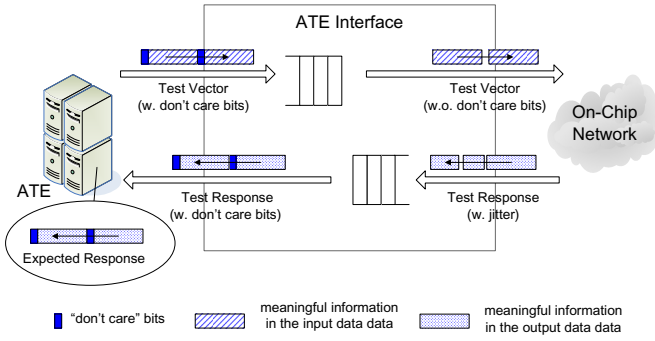 ATE Interface
Test Vector
(w. don't care bits)
Test Vector
(w.o. don't care bits)
On-Chip
Network
ATE
Test Response
(w. don't care bits)
Test Response
(w. jitter)
Expected Response
"don't care" bits
meaningful information
in the input data data
meaningful information
in the output data data